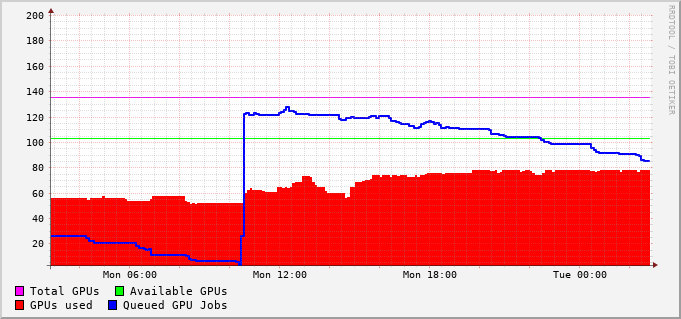 200
180
160
140
120
100
80
60
40
20
Mon 06:00 Mon 12:00 Mon 18:00 Tue 00:00
Total GPUs Available GPUs
GPUs used Queued GPU Jobs
RRDTOOL / TOBI OETIKER